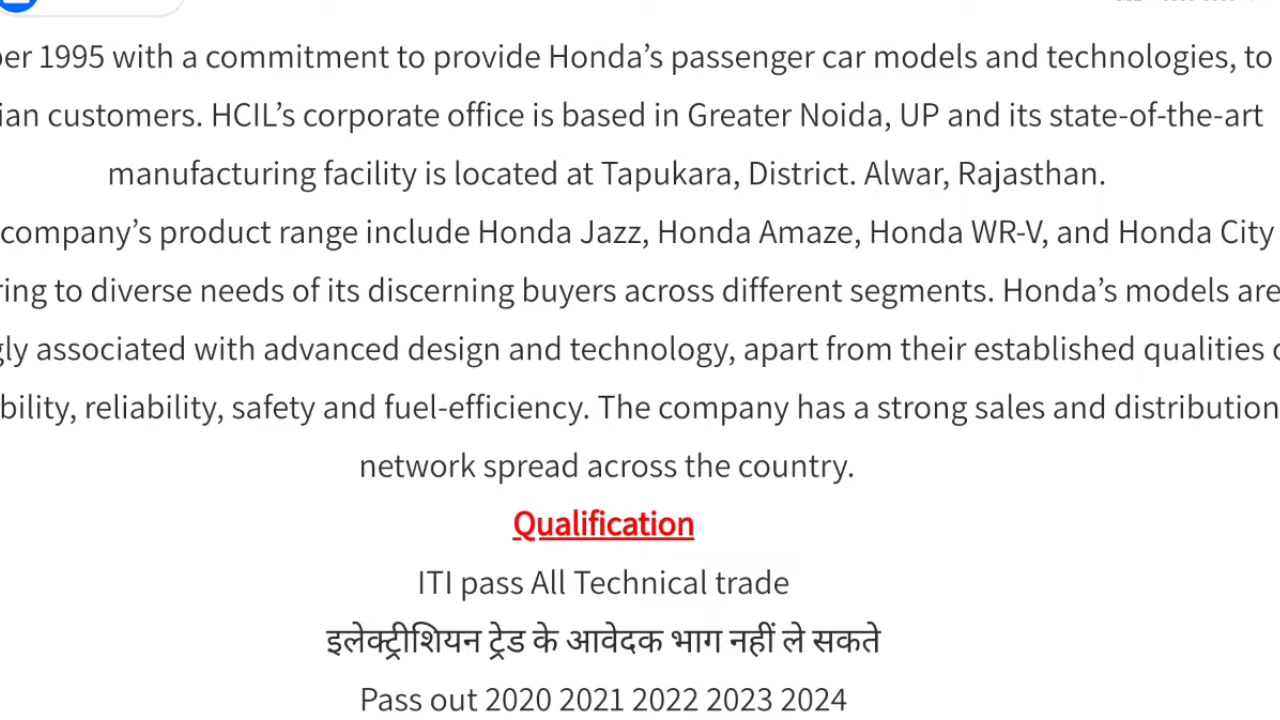 er 1995 with a commitment to provide Honda’s passenger car models and technologies, to
ian customers. HCIL’s corporate office is based in Greater Noida, UP and its state-of-the-art
manufacturing facility is located at Tapukara, District. Alwar, Rajasthan.
company’s product range include Honda Jazz, Honda Amaze, Honda WR-V, and Honda City
ring to diverse needs of its discerning buyers across different segments. Honda’s models are
gly associated with advanced design and technology, apart from their established qualities
bility, reliability, safety and fuel-efficiency. The company has a strong sales and distribution
network spread across the country.
Qualification
ITI pass All Technical trade
इलेक्ट्रीशियन ट्रेड के आवेदक भाग नहीं ले सकते
Pass out 2020 2021 2022 2023 2024